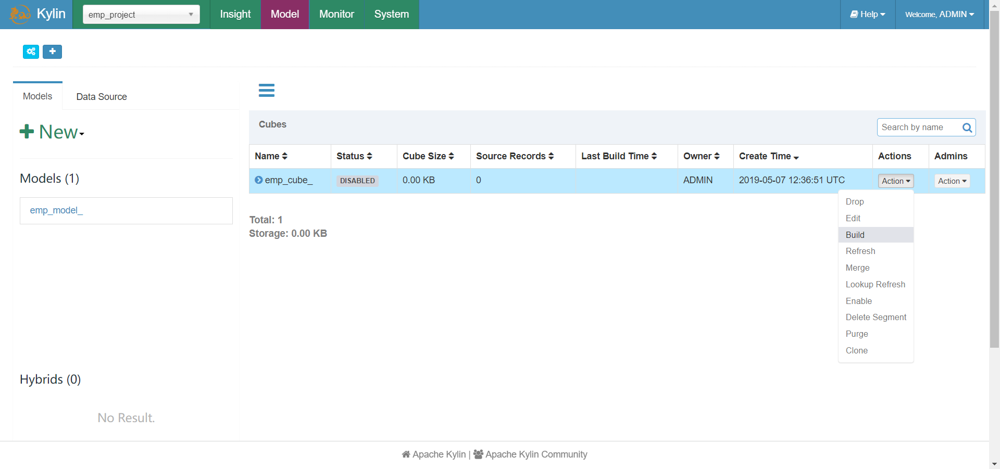 Kylin
emp_project
Insight
Model
Monitor
System
Help
Welcome, ADMIN
Models
Data Source
New
Models (1)
emp_model_
Hybrids (0)
No Result.
Cubes
Search by name
Name Status Cube Size Source Records Last Build Time Owner Create Time Actions Admins
emp_cube_ DISABLED 0.00 KB 0 ADMIN 2019-05-07 12:36:51 UTC Action Action
Drop
Edit
Build
Refresh
Merge
Lookup Refresh
Enable
Delete Segment
Purge
Clone
Total: 1
Storage: 0.00 KB
Apache Kylin | Apache Kylin Community